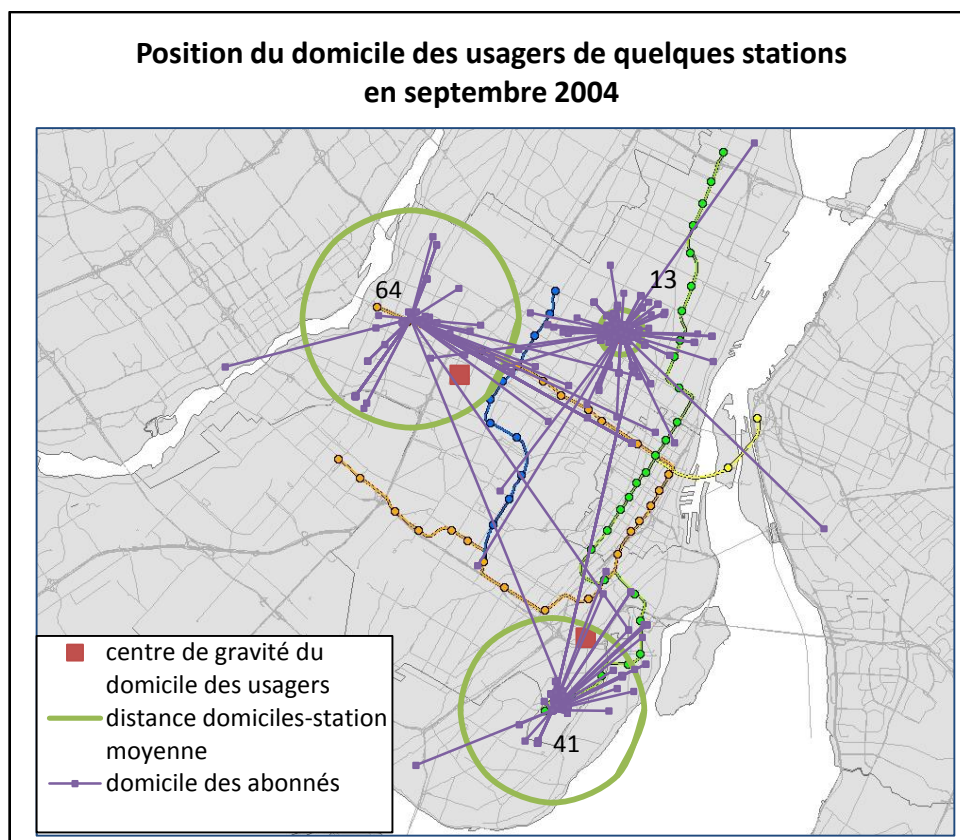 Position du domicile des usagers de quelques stations
en septembre 2004
64
13
41
centre de gravité du
domicile des usagers
distance domiciles-station
moyenne
domicile des abonnés